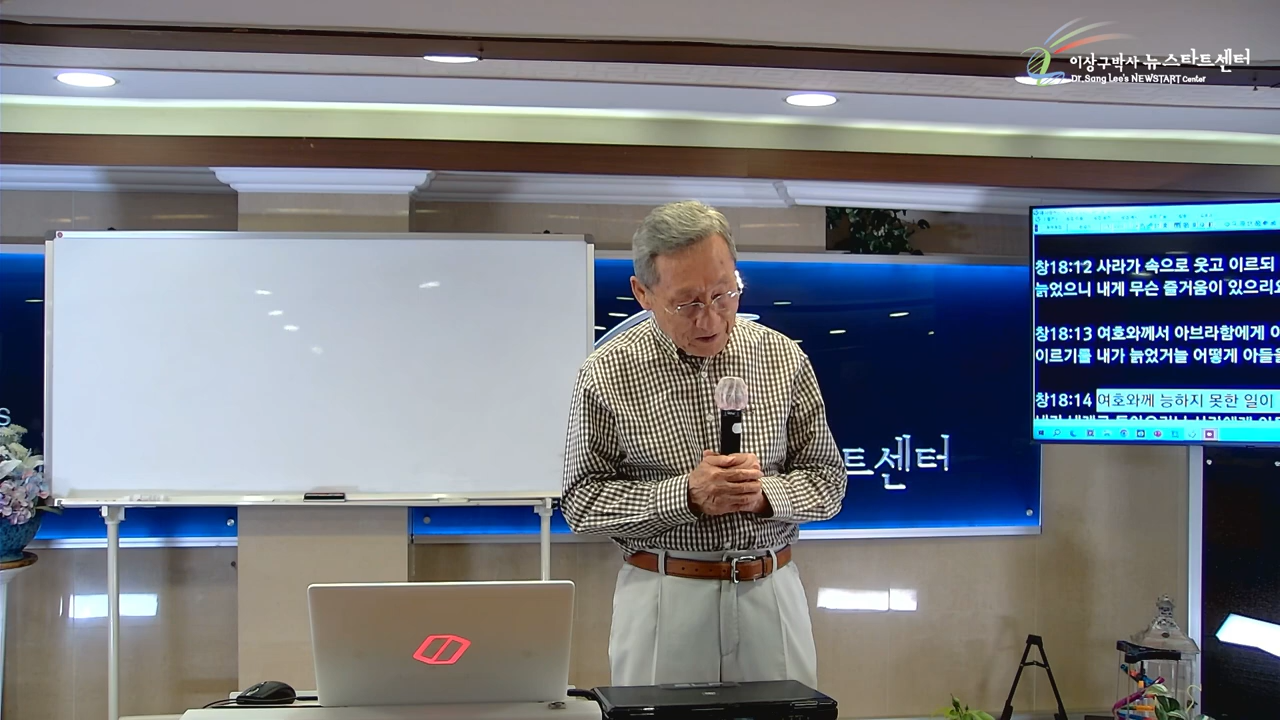 이상구박사 뉴스타트센터
Dr. Sang Lee's NEWSTART Center
창18:12 사라가 속으로 웃고 이르되
늙었으니 내게 무슨 즐거움이 있으리요
창18:13 여호와께서 아브라함에게
이르기를 내가 늙었거늘 어떻게 아들을
창18:14 여호와께 능하지 못한 일이
트센터
S